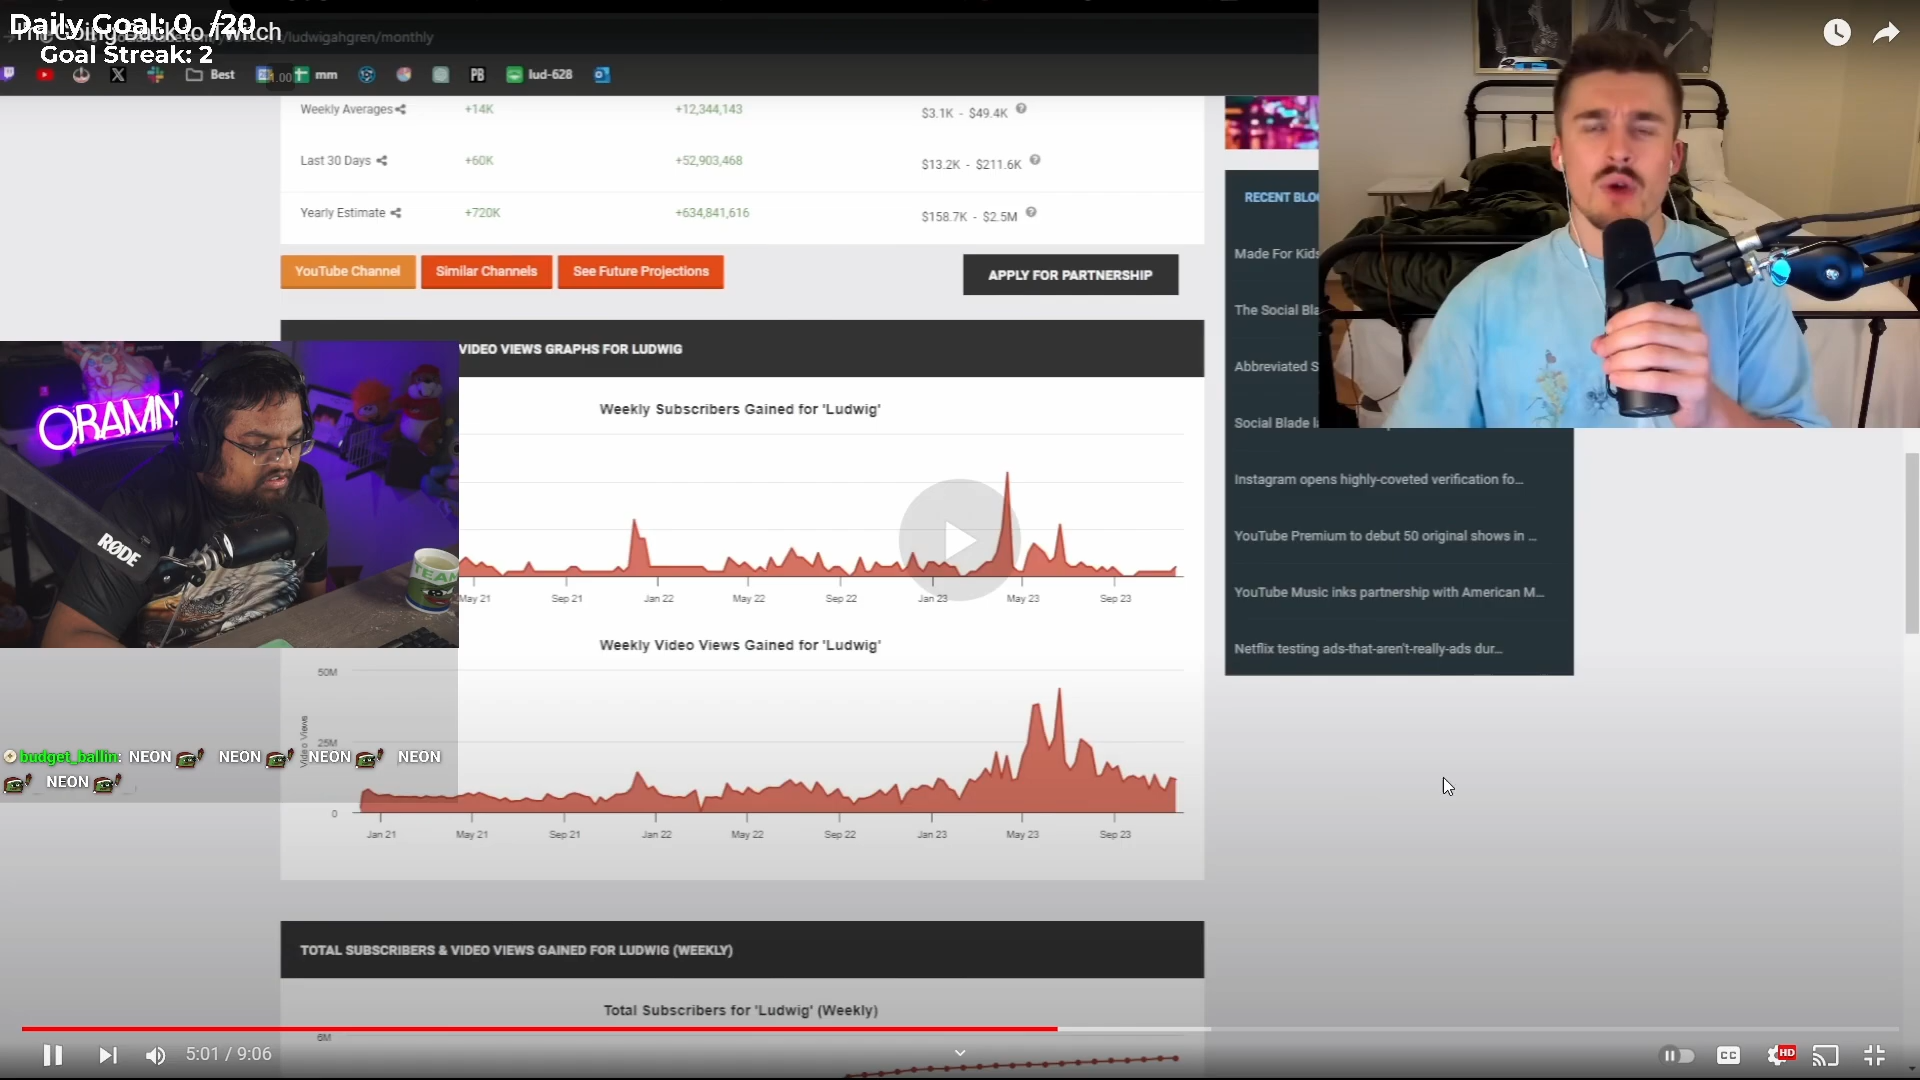 Daily Goal: 0 /20
I'm Going Back to Twitch
/ludwigahgren/monthly
Goal Streak: 2
Best
1.00
mm
PB
lud-628
Weekly Averages +14K +12,344,143 $3.1K - $49.4K
Last 30 Days +60K +52,903,468 $13.2K - $211.6K
Yearly Estimate +720K +634,841,616 $158.7K - $2.5M
YouTube Channel Similar Channels See Future Projections APPLY FOR PARTNERSHIP
VIDEO VIEWS GRAPHS FOR LUDWIG
Weekly Subscribers Gained for 'Ludwig'
May 21 Sep 21 Jan 22 May 22 Sep 22 Jan 23 May 23 Sep 23
Weekly Video Views Gained for 'Ludwig'
50M
25M
0
Video Views
Jan 21 May 21 Sep 21 Jan 22 May 22 Sep 22 Jan 23 May 23 Sep 23
TOTAL SUBSCRIBERS & VIDEO VIEWS GAINED FOR LUDWIG (WEEKLY)
Total Subscribers for 'Ludwig' (Weekly)
6M
RECENT BLO
Made For Kids
The Social Bla
Abbreviated S
Social Blade l
Instagram opens highly-coveted verification fo...
YouTube Premium to debut 50 original shows in ...
YouTube Music inks partnership with American M...
Netflix testing ads-that-aren't-really-ads dur...
ORAMN
RØDE
TEAM
budget_ballin: NEON NEON NEON NEON
NEON
5:01 / 9:06
CC
HD